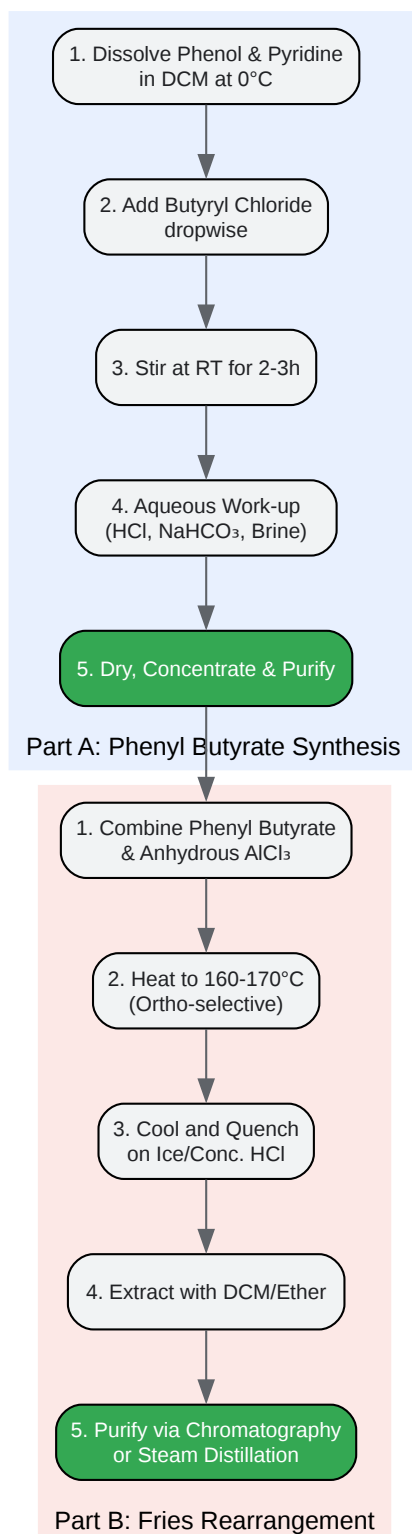 1. Dissolve Phenol & Pyridine
in DCM at 0°C
2. Add Butyryl Chloride
dropwise
3. Stir at RT for 2-3h
4. Aqueous Work-up
(HCl, NaHCO₃, Brine)
5. Dry, Concentrate & Purify
Part A: Phenyl Butyrate Synthesis
1. Combine Phenyl Butyrate
& Anhydrous AlCl₃
2. Heat to 160-170°C
(Ortho-selective)
3. Cool and Quench
on Ice/Conc. HCl
4. Extract with DCM/Ether
5. Purify via Chromatography
or Steam Distillation
Part B: Fries Rearrangement